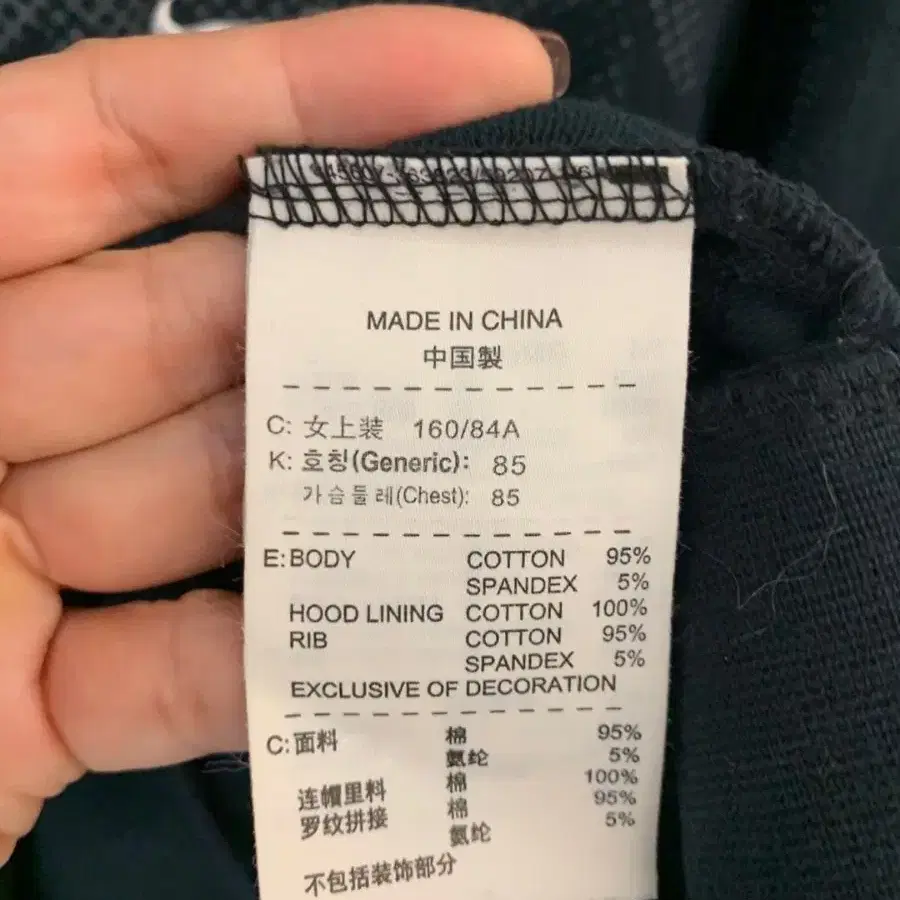 MADE IN CHINA
中国製
C: 女上装 160/84A
K: 호칭(Generic): 85
가슴둘레(Chest): 85
E: BODY COTTON 95%
SPANDEX 5%
HOOD LINING COTTON 100%
RIB COTTON 95%
SPANDEX 5%
EXCLUSIVE OF DECORATION
C: 面料 棉 95%
氨纶 5%
连帽里料 棉 100%
罗纹拼接 棉 95%
氨纶 5%
不包括装饰部分